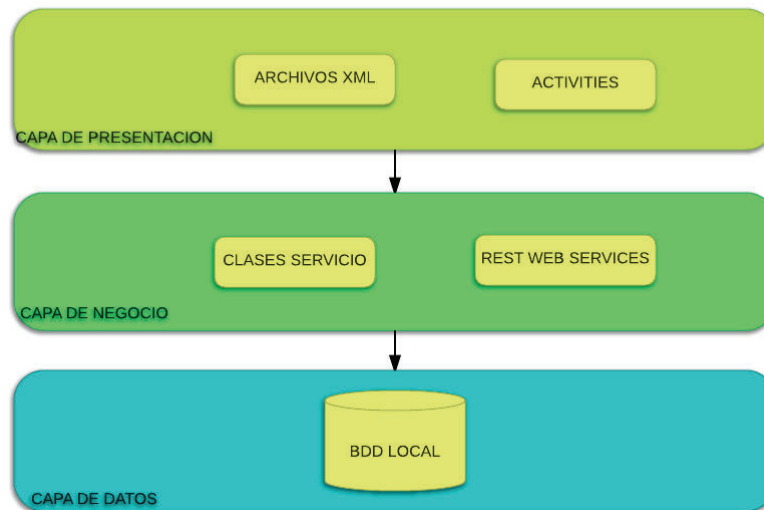 ARCHIVOS XML
ACTIVITIES
CAPA DE PRESENTACION
CLASES SERVICIO
REST WEB SERVICES
CAPA DE NEGOCIO
BDD LOCAL
CAPA DE DATOS